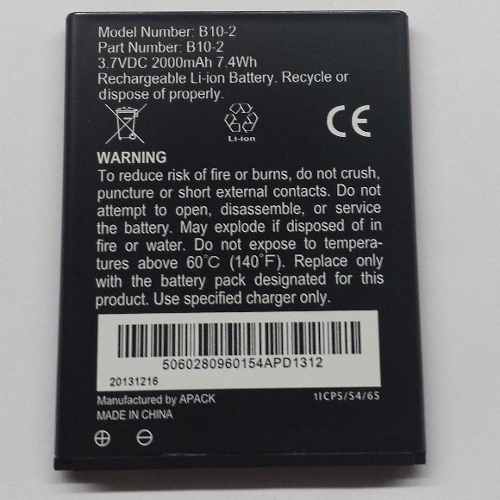 Model Number: B10-2
Part Number: B10-2
3.7VDC 2000mAh 7.4Wh
Rechargeable Li-ion Battery. Recycle or
dispose of properly.
Li-ion
CE
WARNING
To reduce risk of fire or burns, do not crush,
puncture or short external contacts. Do not
attempt to open, disassemble, or service
the battery. May explode if disposed of in
fire or water. Do not expose to tempera-
tures above 60°C (140°F). Replace only
with the battery pack designated for this
product. Use specified charger only.
5060280960154APD1312
20131216
Manufactured by APACK
1ICP5/54/65
MADE IN CHINA